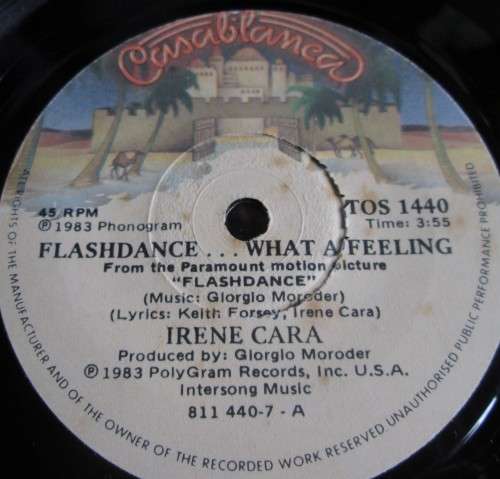 Casablanca
45 RPM
℗ 1983 Phonogram
TOS 1440
Time: 3:55
FLASHDANCE . . . WHAT A FEELING
From the Paramount motion picture
"FLASHDANCE"
(Music: Giorgio Moroder)
(Lyrics: Keith Forsey, Irene Cara)
IRENE CARA
Produced by: Giorgio Moroder
℗ 1983 PolyGram Records, Inc. U.S.A.
Intersong Music
811 440-7 - A
ALL RIGHTS OF THE MANUFACTURER AND OF THE OWNER OF THE RECORDED WORK RESERVED UNAUTHORISED PUBLIC PERFORMANCE PROHIBITED